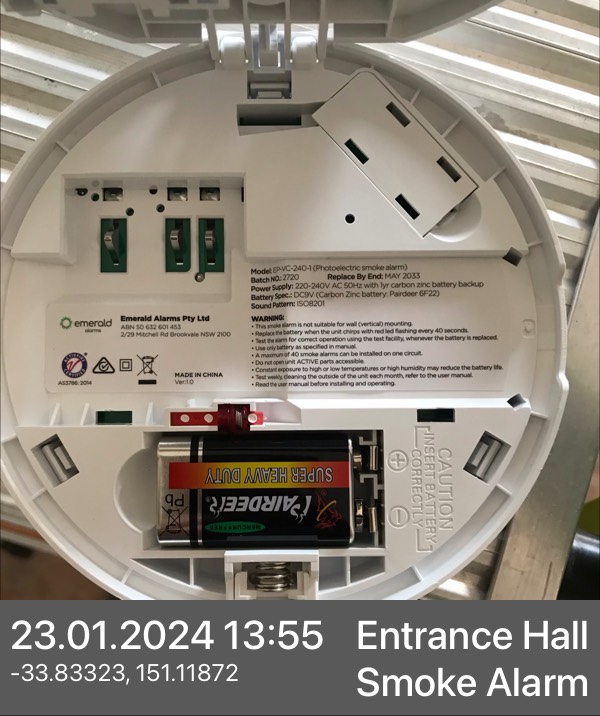 Model: EP-VC-240-1 (Photoelectric smoke alarm)
Batch NO.: 2720 Replace By End: MAY 2033
Power Supply: 220-240V AC 50Hz with 1yr carbon zinc battery backup
Battery Spec.: DC9V (Carbon Zinc battery: Pairdeer 6F22)
Sound Pattern: ISO8201
WARNING:
• This smoke alarm is not suitable for wall (vertical) mounting.
• Replace the battery when the unit chirps with red led flashing every 40 seconds.
• Test the alarm for correct operation using the test facility, whenever the battery is replaced.
• Use only battery as specified in manual.
• A maximum of 40 smoke alarms can be installed on one circuit.
• Do not open unit ACTIVE parts accessible.
• Constant exposure to high or low temperatures or high humidity may reduce the battery life.
• Test weekly, cleaning the outside of the unit each month, refer to the user manual.
• Read the user manual before installing and operating.
emerald
alarms
Emerald Alarms Pty Ltd
ABN 50 632 601 453
2/29 Mitchell Rd Brookvale NSW 2100
AS3786: 2014
MADE IN CHINA
Ver:1.0
SUPER HEAVY DUTY
PAIRDEER
MERCURY FREE
Pb
CAUTION
INSERT BATTERY
CORRECTLY
23.01.2024 13:55
-33.83323, 151.11872
Entrance Hall
Smoke Alarm